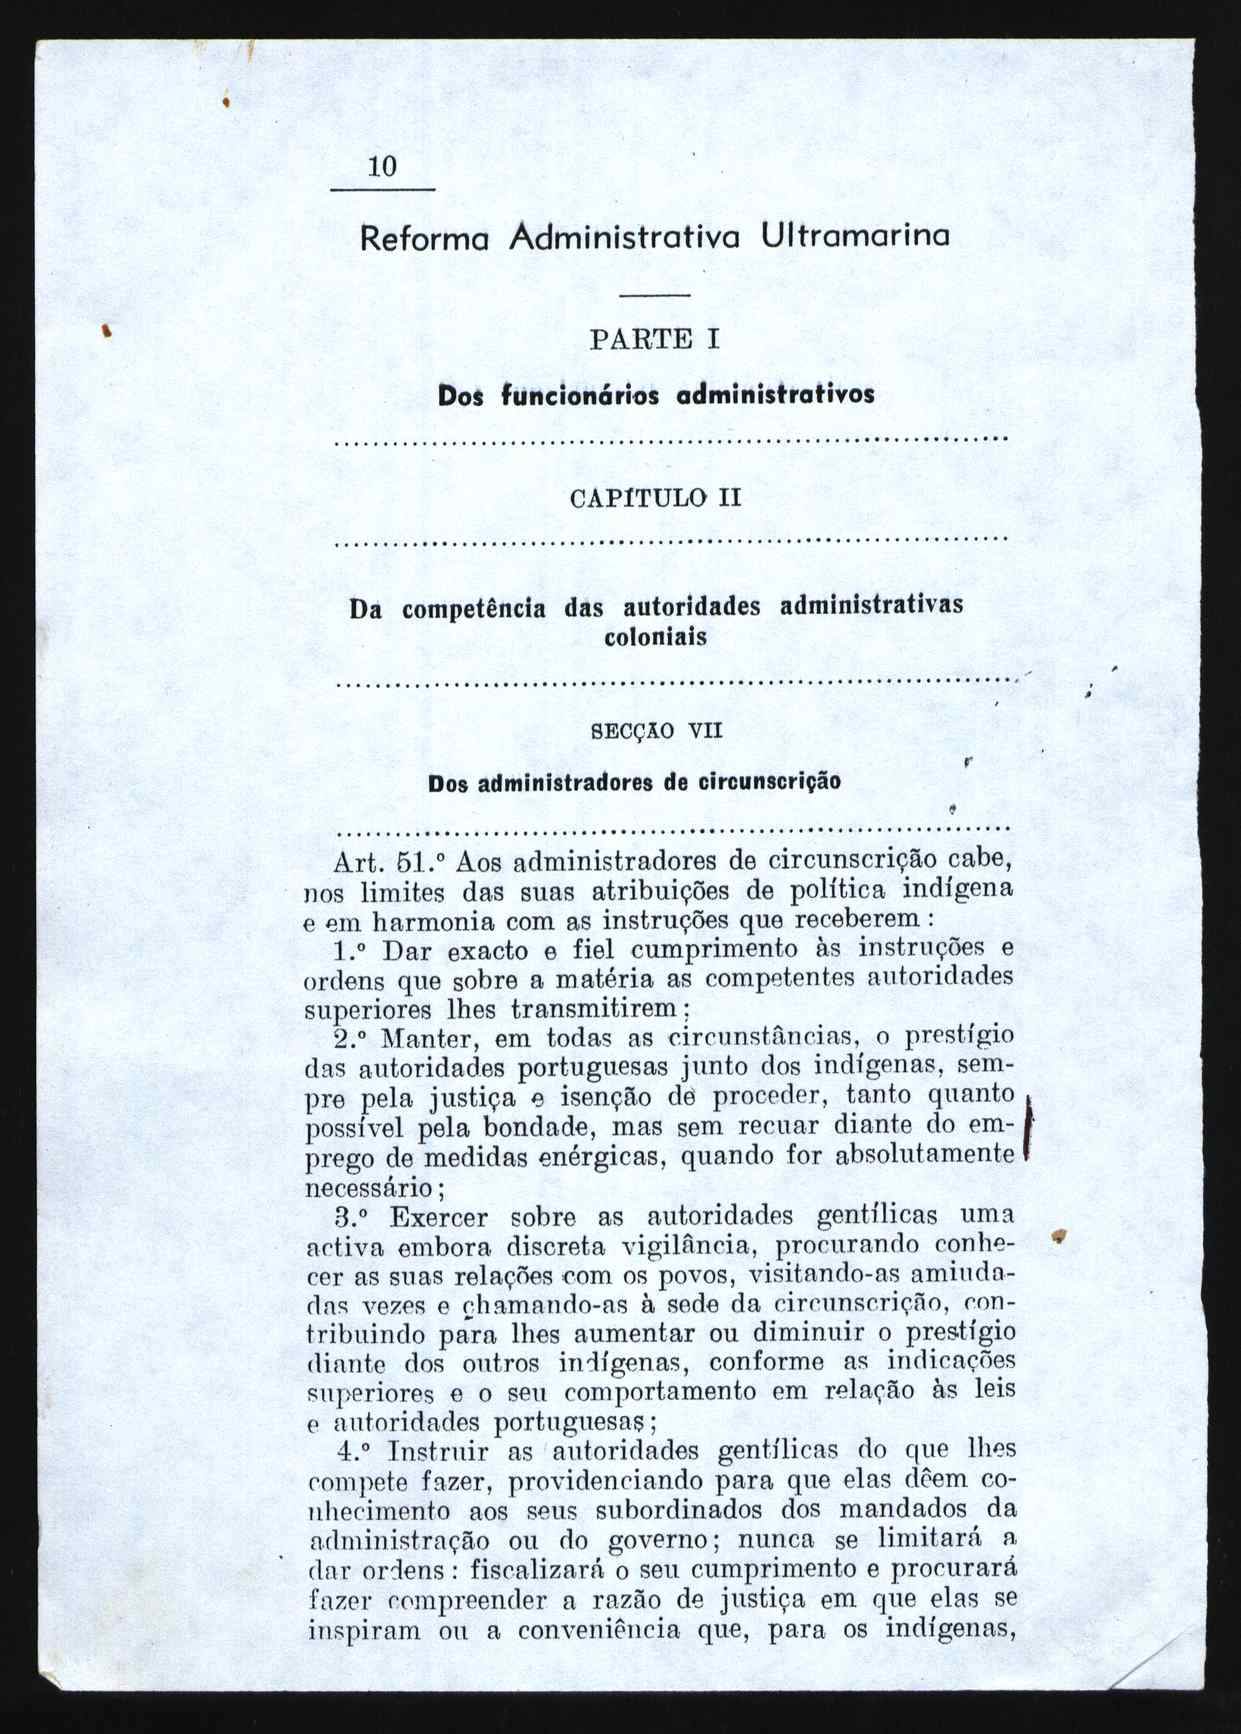 10
Reforma Administrativa Ultramarina
PARTE I
Dos funcionários administrativos
....................................................................
CAPÍTULO II
....................................................................
Da competência das autoridades administrativas
coloniais
....................................................................
SECÇÃO VII
Dos administradores de circunscrição
....................................................................
Art. 51.º Aos administradores de circunscrição cabe,
nos limites das suas atribuições de política indígena
e em harmonia com as instruções que receberem :
1.º Dar exacto e fiel cumprimento às instruções e
ordens que sobre a matéria as competentes autoridades
superiores lhes transmitirem ;
2.º Manter, em todas as circunstâncias, o prestígio
das autoridades portuguesas junto dos indígenas, sem-
pre pela justiça e isenção de proceder, tanto quanto
possível pela bondade, mas sem recuar diante do em-
prego de medidas enérgicas, quando for absolutamente
necessário ;
3.º Exercer sobre as autoridades gentílicas uma
activa embora discreta vigilância, procurando conhe-
cer as suas relações com os povos, visitando-as amiuda-
das vezes e chamando-as à sede da circunscrição, con-
tribuindo para lhes aumentar ou diminuir o prestígio
diante dos outros indígenas, conforme as indicações
superiores e o seu comportamento em relação às leis
e autoridades portuguesas ;
4.º Instruir as autoridades gentílicas do que lhes
compete fazer, providenciando para que elas dêem co-
nhecimento aos seus subordinados dos mandados da
administração ou do governo ; nunca se limitará a
dar ordens : fiscalizará o seu cumprimento e procurará
fazer compreender a razão de justiça em que elas se
inspiram ou a conveniência que, para os indígenas,